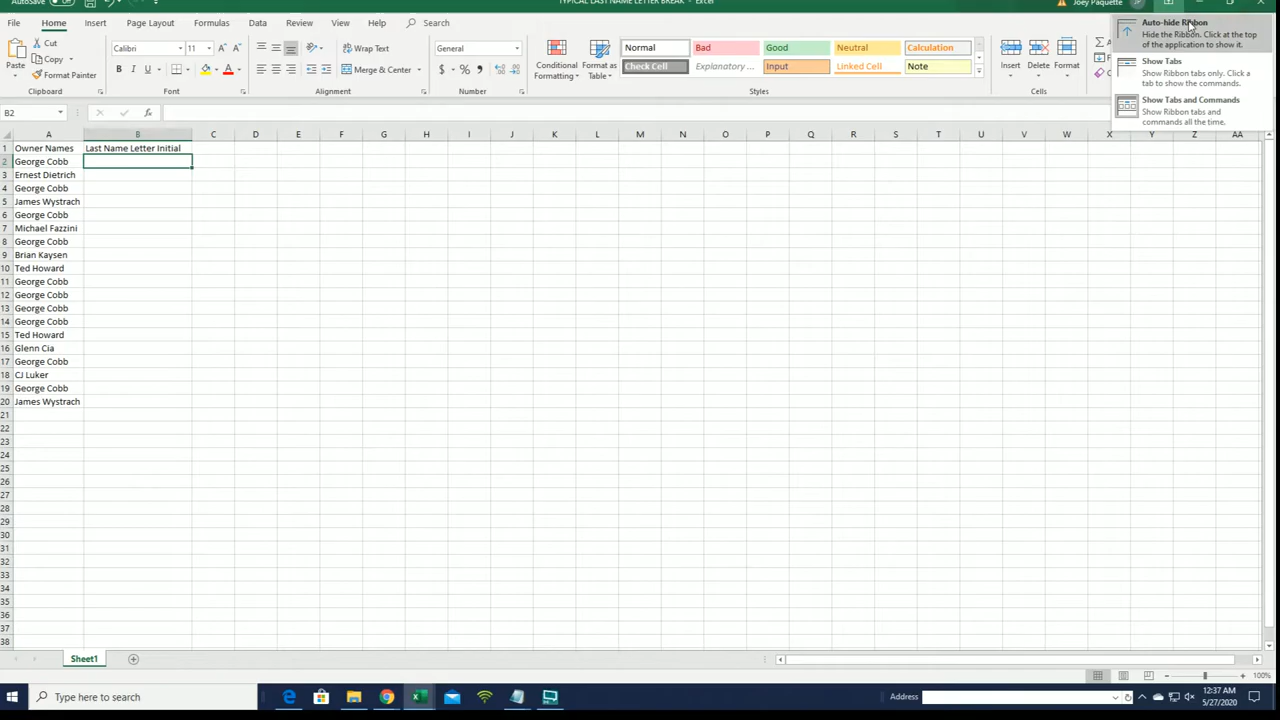 AutoSave Off TYPICAL LAST NAME LETTER BREAK - Excel Joey Paquette JP
File Home Insert Page Layout Formulas Data Review View Help Search
Paste Cut Copy Format Painter Clipboard
Calibri 11 B I U A Font
Wrap Text Merge & Center Alignment
General $ % Number
Conditional Formatting Format as Table
Normal Bad Good Neutral Calculation
Check Cell Explanatory ... Input Linked Cell Note
Styles
Insert Delete Format Cells
Auto-hide Ribbon
Hide the Ribbon. Click at the top
of the application to show it.
Show Tabs
Show Ribbon tabs only. Click a
tab to show the commands.
Show Tabs and Commands
Show Ribbon tabs and
commands all the time.
B2 fx
A B C D E F G H I J K L M N O P Q R S T U V W X Y Z AA
1 Owner Names Last Name Letter Initial
2 George Cobb
3 Ernest Dietrich
4 George Cobb
5 James Wystrach
6 George Cobb
7 Michael Fazzini
8 George Cobb
9 Brian Kaysen
10 Ted Howard
11 George Cobb
12 George Cobb
13 George Cobb
14 George Cobb
15 Ted Howard
16 Glenn Cia
17 George Cobb
18 CJ Luker
19 George Cobb
20 James Wystrach
21
22
23
24
25
26
27
28
29
30
31
32
33
34
35
36
37
38
Sheet1
100%
Type here to search
Address
12:37 AM
5/27/2020